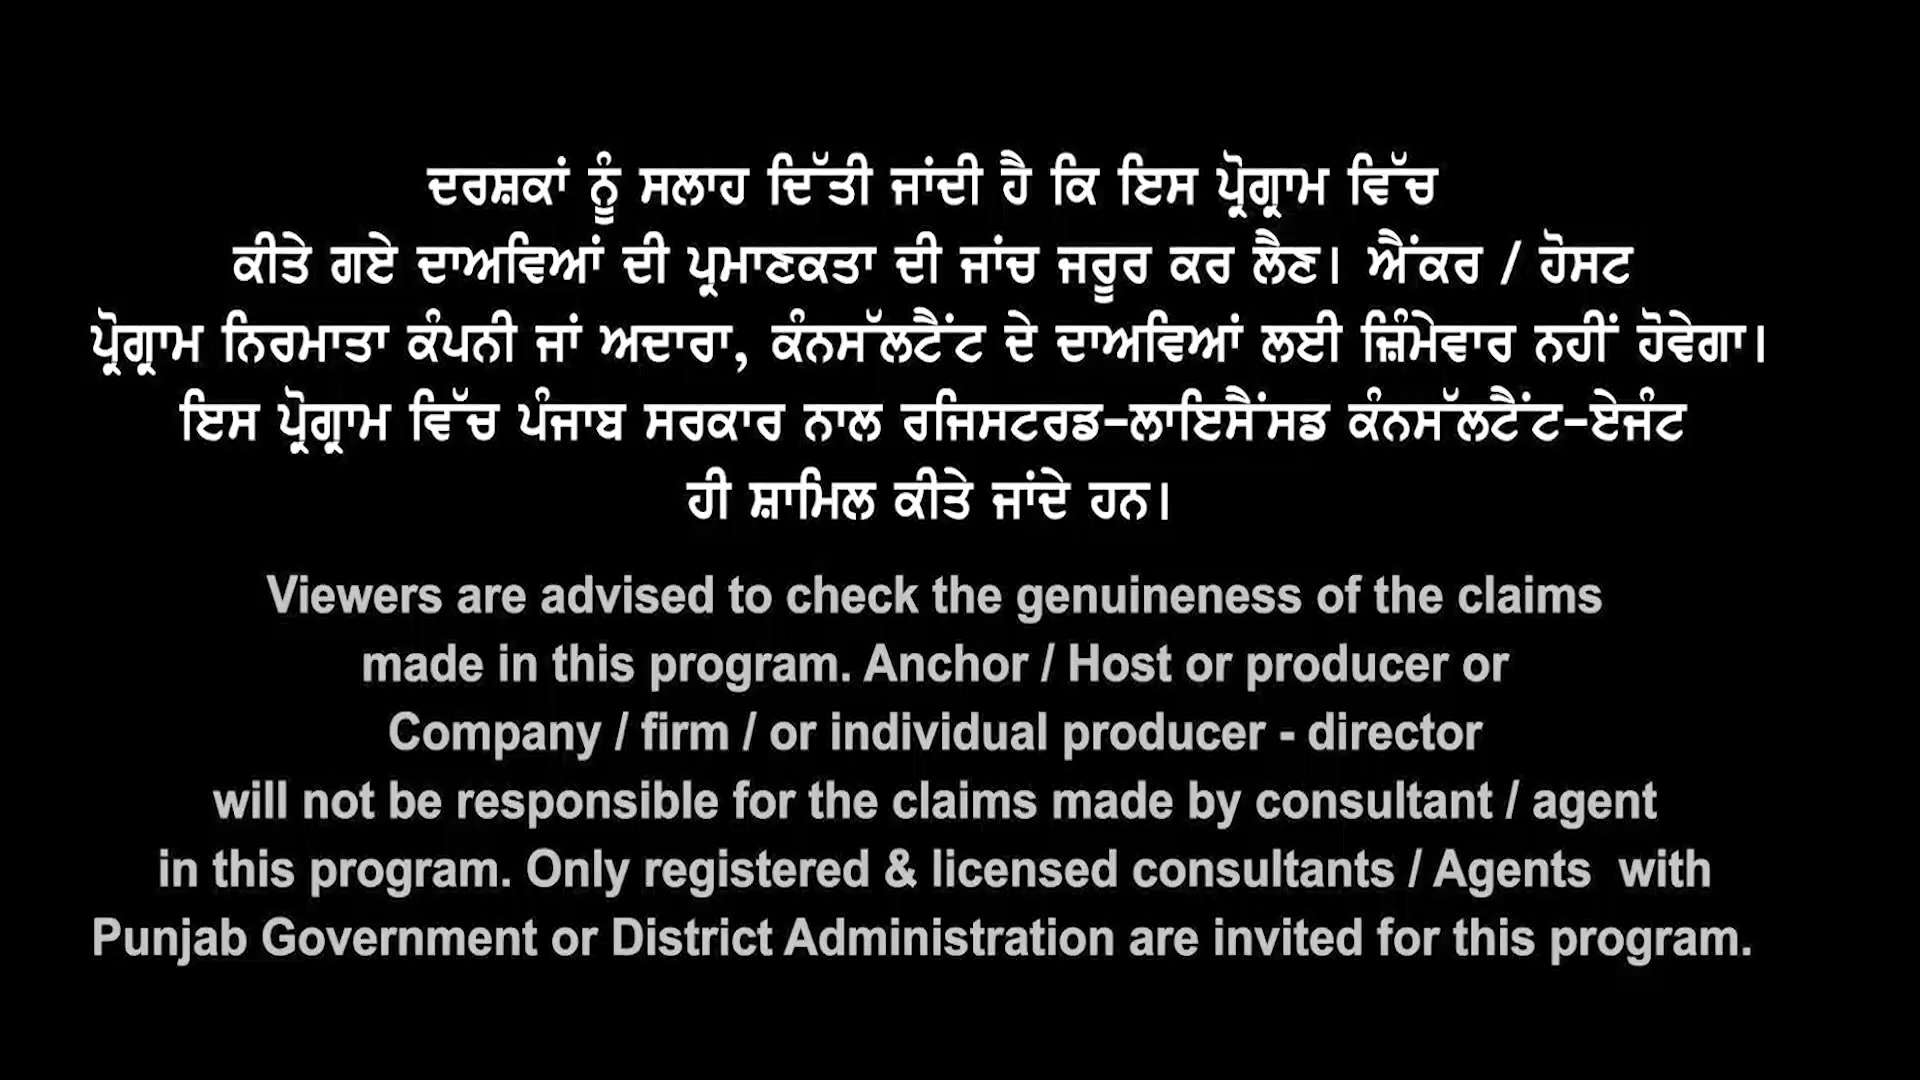 ਦਰਸ਼ਕਾਂ ਨੂੰ ਸਲਾਹ ਦਿੱਤੀ ਜਾਂਦੀ ਹੈ ਕਿ ਇਸ ਪ੍ਰੋਗ੍ਰਾਮ ਵਿੱਚ
ਕੀਤੇ ਗਏ ਦਾਅਵਿਆਂ ਦੀ ਪ੍ਰਮਾਣਕਤਾ ਦੀ ਜਾਂਚ ਜਰੂਰ ਕਰ ਲੈਣ। ਐਂਕਰ / ਹੋਸਟ
ਪ੍ਰੋਗ੍ਰਾਮ ਨਿਰਮਾਤਾ ਕੰਪਨੀ ਜਾਂ ਅਦਾਰਾ, ਕੰਨਸੱਲਟੈਂਟ ਦੇ ਦਾਅਵਿਆਂ ਲਈ ਜ਼ਿੰਮੇਵਾਰ ਨਹੀਂ ਹੋਵੇਗਾ।
ਇਸ ਪ੍ਰੋਗ੍ਰਾਮ ਵਿੱਚ ਪੰਜਾਬ ਸਰਕਾਰ ਨਾਲ ਰਜਿਸਟਰਡ-ਲਾਇਸੈਂਸਡ ਕੰਨਸੱਲਟੈਂਟ-ਏਜੰਟ
ਹੀ ਸ਼ਾਮਿਲ ਕੀਤੇ ਜਾਂਦੇ ਹਨ।
Viewers are advised to check the genuineness of the claims
made in this program. Anchor / Host or producer or
Company / firm / or individual producer - director
will not be responsible for the claims made by consultant / agent
in this program. Only registered & licensed consultants / Agents  with
Punjab Government or District Administration are invited for this program.